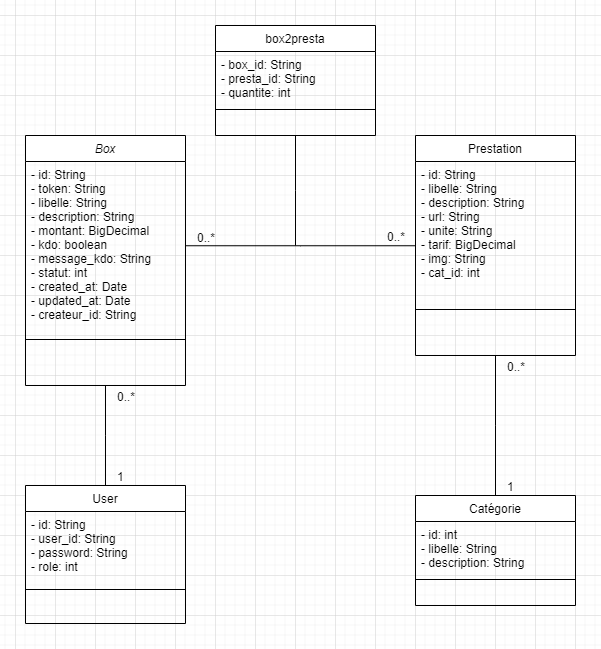 box2presta
- box_id: String
- presta_id: String
- quantite: int
Box
- id: String
- token: String
- libelle: String
- description: String
- montant: BigDecimal
- kdo: boolean
- message_kdo: String
- statut: int
- created_at: Date
- updated_at: Date
- createur_id: String
0..*
0..*
Prestation
- id: String
- libelle: String
- description: String
- url: String
- unite: String
- tarif: BigDecimal
- img: String
- cat_id: int
0..*
1
User
- id: String
- user_id: String
- password: String
- role: int
0..*
1
Catégorie
- id: int
- libelle: String
- description: String